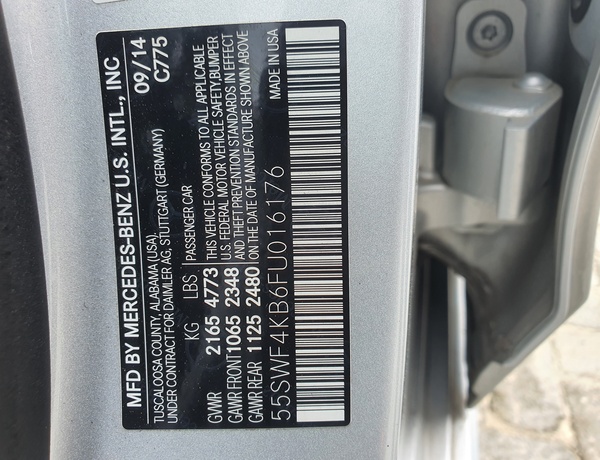 MFD BY MERCEDES-BENZ U.S. INTL., INC
TUSCALOOSA COUNTY, ALABAMA (USA)
UNDER CONTRACT FOR DAIMLER AG, STUTTGART (GERMANY)
09/14
C775
KG LBS PASSENGER CAR
GVWR 2165 4773
GAWR FRONT 1065 2348
GAWR REAR 1125 2480
THIS VEHICLE CONFORMS TO ALL APPLICABLE
U.S. FEDERAL MOTOR VEHICLE SAFETY, BUMPER
AND THEFT PREVENTION STANDARDS IN EFFECT
ON THE DATE OF MANUFACTURE SHOWN ABOVE
55SWF4KB6FU016176
MADE IN USA